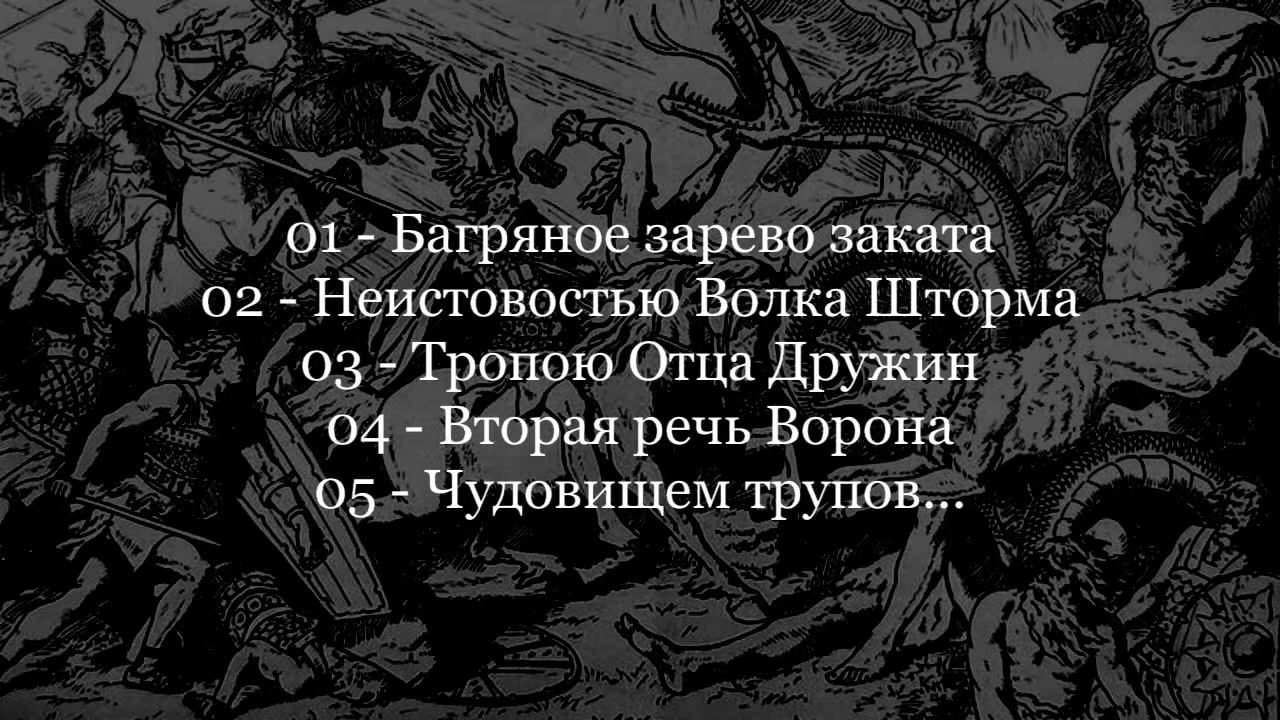 01 - Багряное зарево заката
02 - Неистовостью Волка Шторма
03 - Тропою Отца Дружин
04 - Вторая речь Ворона
05 - Чудовищем трупов...